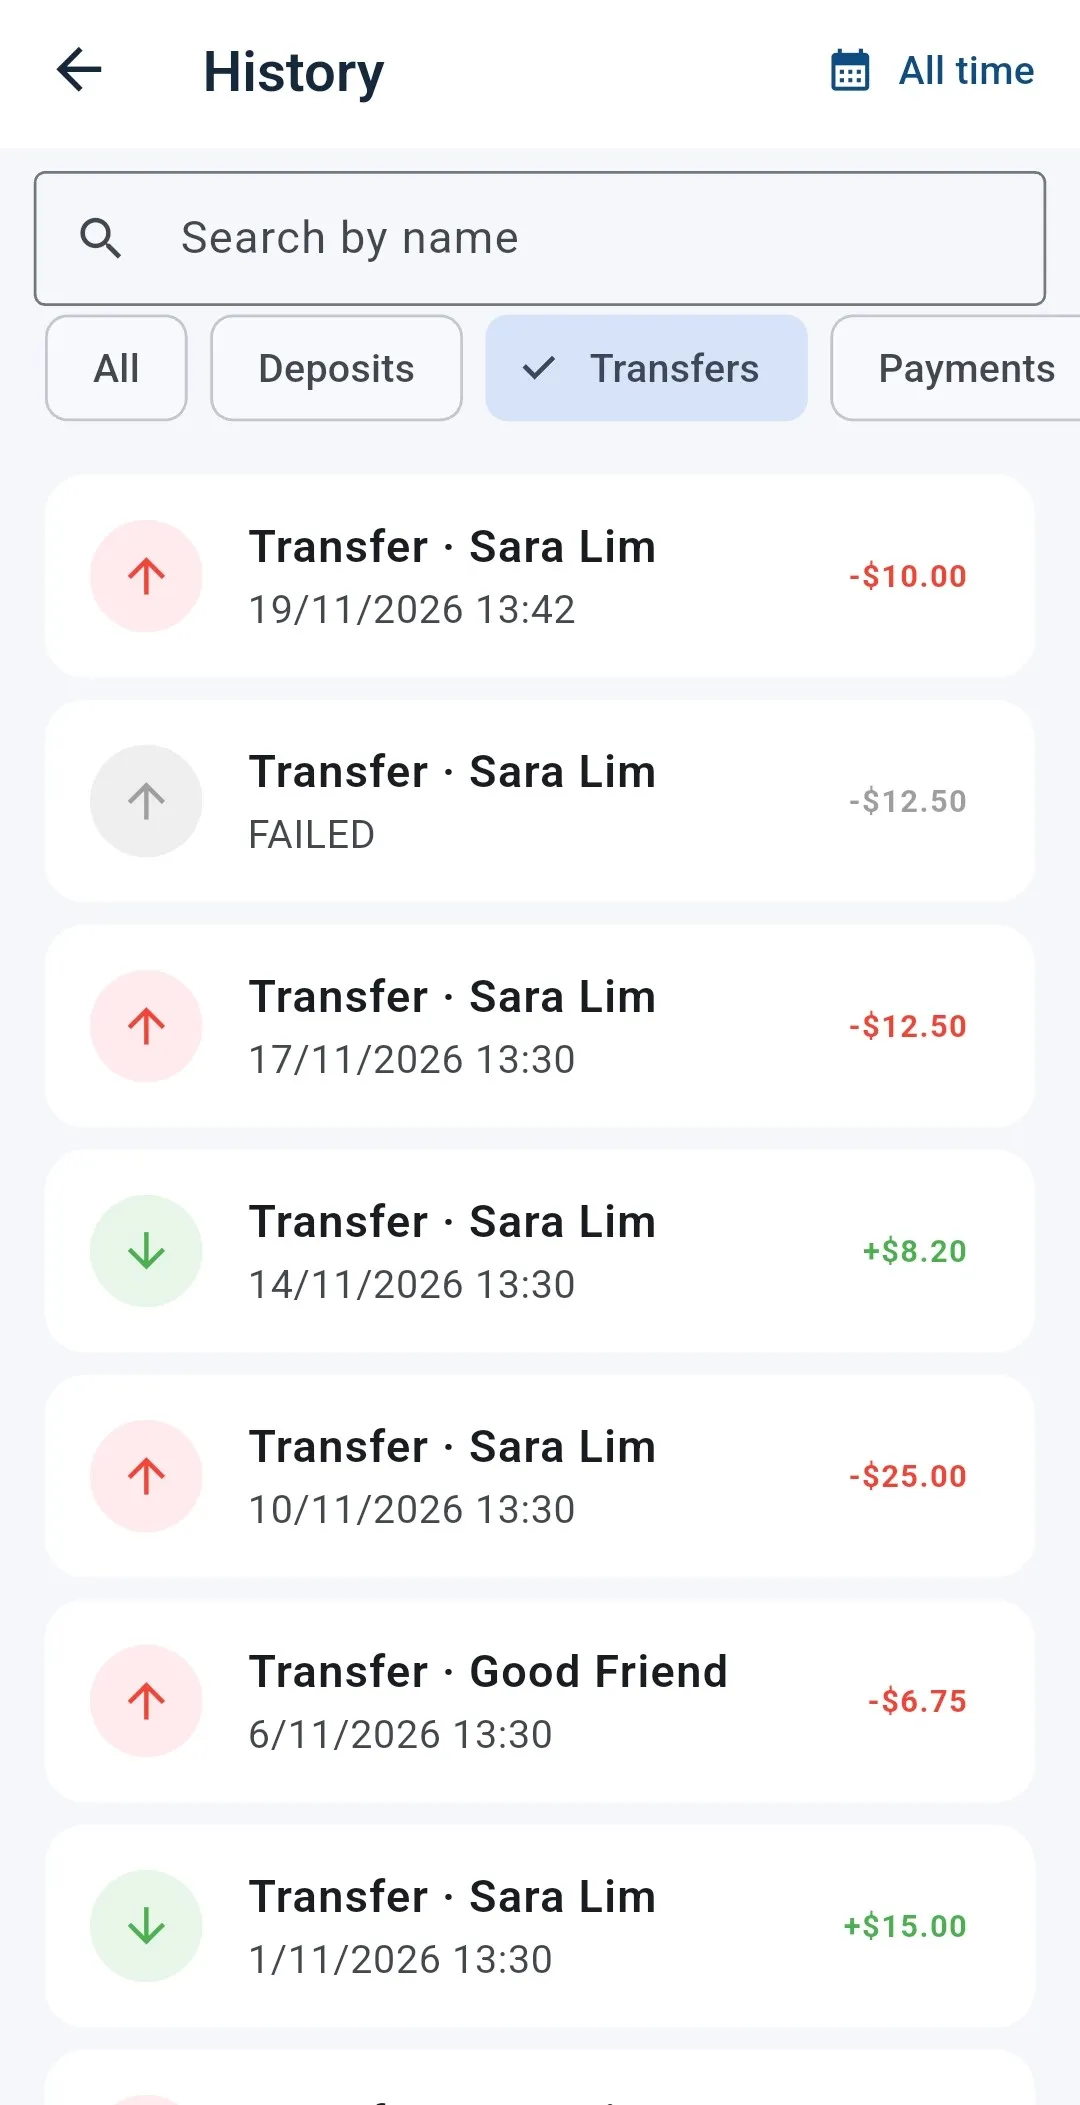 History
All time
Search by name
All
Deposits
Transfers
Payments
Transfer · Sara Lim
19/11/2026 13:42
-$10.00
Transfer · Sara Lim
FAILED
-$12.50
Transfer · Sara Lim
17/11/2026 13:30
-$12.50
Transfer · Sara Lim
14/11/2026 13:30
+$8.20
Transfer · Sara Lim
10/11/2026 13:30
-$25.00
Transfer · Good Friend
6/11/2026 13:30
-$6.75
Transfer · Sara Lim
1/11/2026 13:30
+$15.00